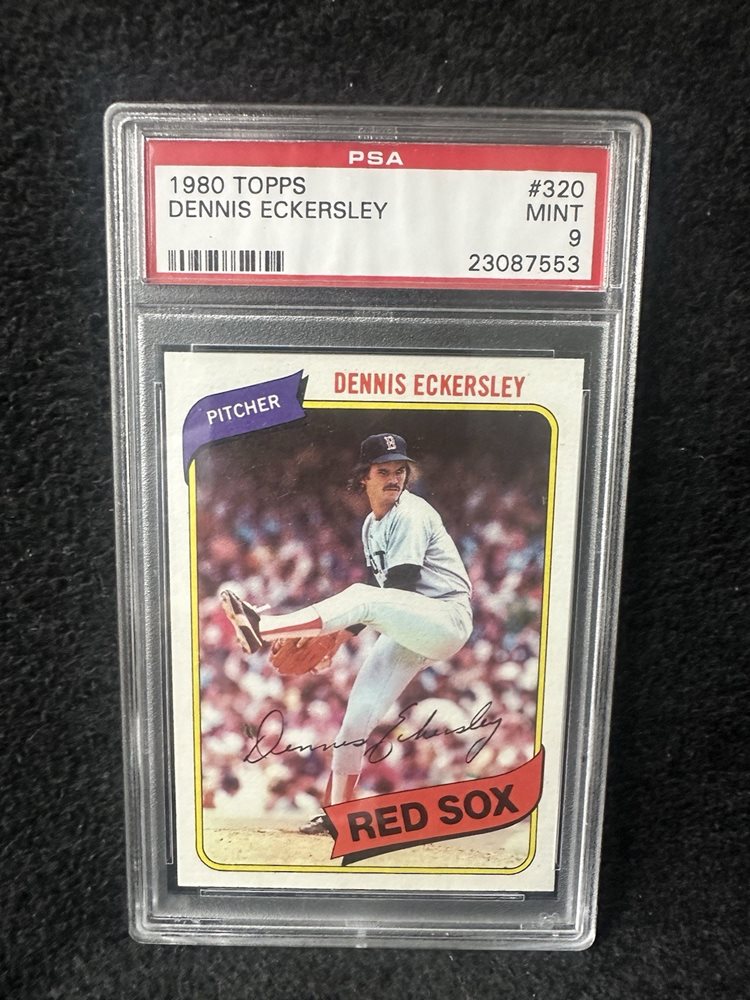 PSA
1980 TOPPS #320
DENNIS ECKERSLEY MINT
9
23087553
DENNIS ECKERSLEY
PITCHER
B
Dennis Eckersley
RED SOX